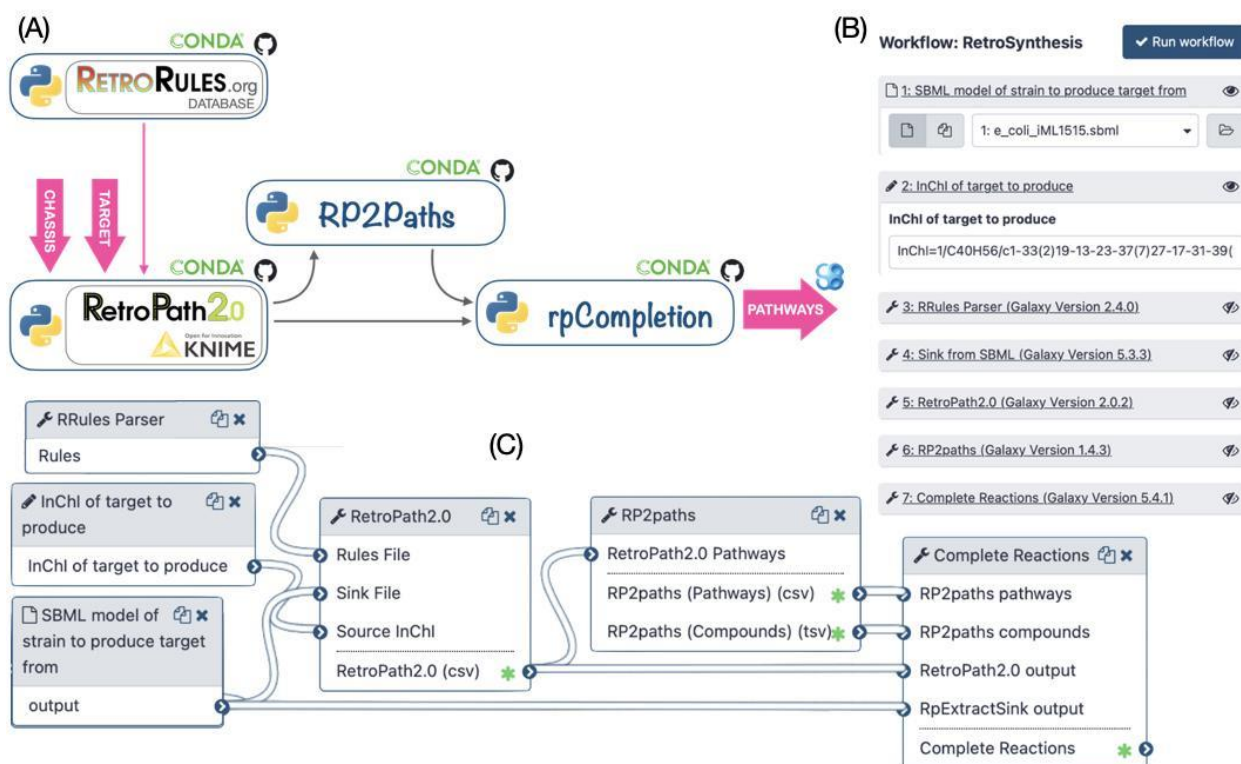 (A)
CONDA
RETRORULES.org
DATABASE
CHASSIS
TARGET
CONDA
RP2Paths
CONDA
RetroPath2.0
Open for Innovation
KNIME
CONDA
rpCompletion
PATHWAYS
(B)
Workflow: RetroSynthesis
Run workflow
1: SBML model of strain to produce target from
1: e_coli_iML1515.sbml
2: InChI of target to produce
InChI of target to produce
InChI=1/C40H56/c1-33(2)19-13-23-37(7)27-17-31-39(
3: RRules Parser (Galaxy Version 2.4.0)
4: Sink from SBML (Galaxy Version 5.3.3)
5: RetroPath2.0 (Galaxy Version 2.0.2)
6: RP2paths (Galaxy Version 1.4.3)
7: Complete Reactions (Galaxy Version 5.4.1)
(C)
RRules Parser
Rules
InChI of target to
produce
InChI of target to produce
SBML model of
strain to produce target
from
output
RetroPath2.0
Rules File
Sink File
Source InChI
RetroPath2.0 (csv)
RP2paths
RetroPath2.0 Pathways
RP2paths (Pathways) (csv)
RP2paths (Compounds) (tsv)
Complete Reactions
RP2paths pathways
RP2paths compounds
RetroPath2.0 output
RpExtractSink output
Complete Reactions